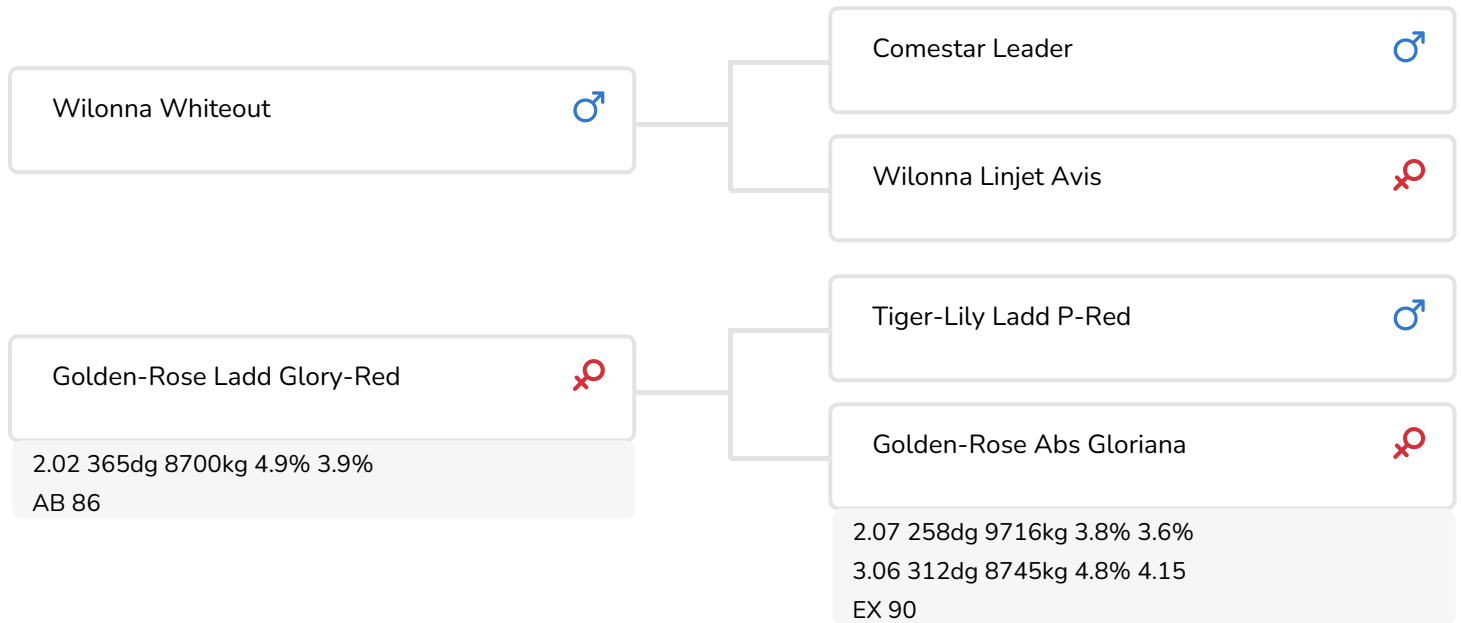 Wilonna Whiteout
Comestar Leader
Wilonna Linjet Avis
Golden-Rose Ladd Glory-Red
2.02 365dg 8700kg 4.9% 3.9%
AB 86
Tiger-Lily Ladd P-Red
Golden-Rose Abs Gloriana
2.07 258dg 9716kg 3.8% 3.6%
3.06 312dg 8745kg 4.8% 4.15
EX 90